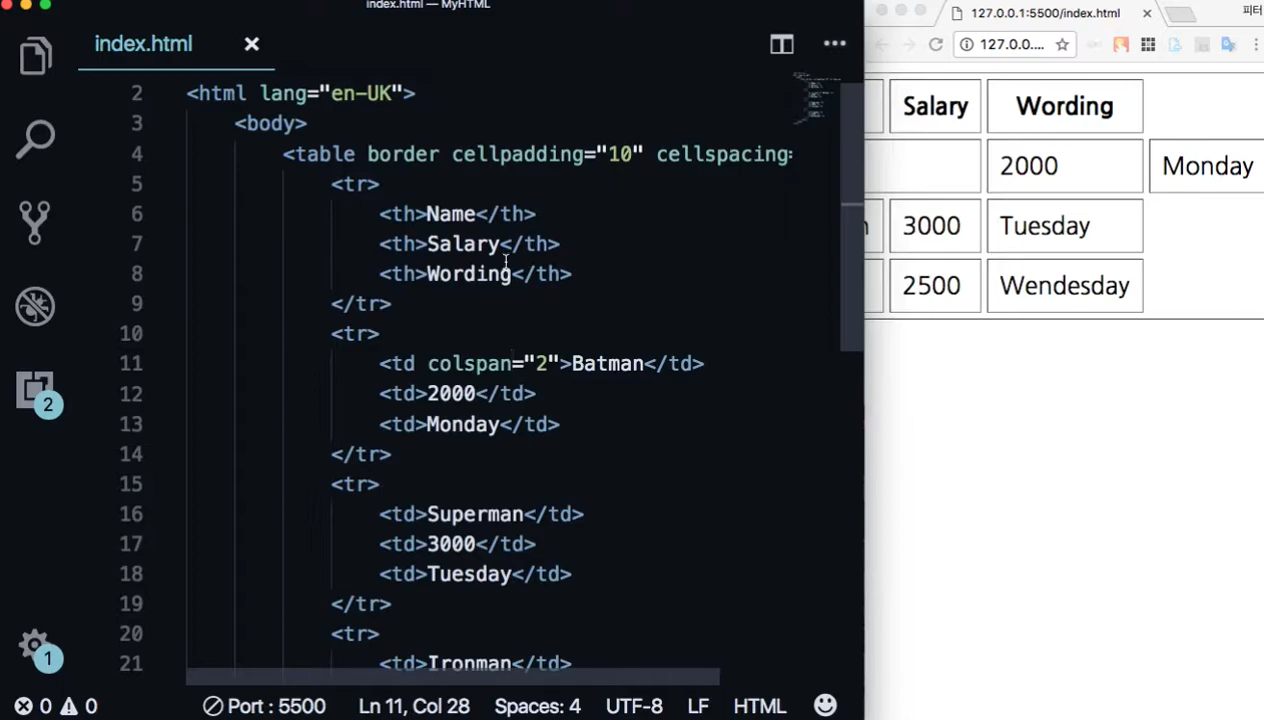 index.html — MyHTML
index.html
2 <html lang="en-UK">
3 <body>
4 <table border cellpadding="10" cellspacing=
5 <tr>
6 <th>Name</th>
7 <th>Salary</th>
8 <th>Wording</th>
9 </tr>
10 <tr>
11 <td colspan="2">Batman</td>
12 <td>2000</td>
13 <td>Monday</td>
14 </tr>
15 <tr>
16 <td>Superman</td>
17 <td>3000</td>
18 <td>Tuesday</td>
19 </tr>
20 <tr>
21 <td>Ironman</td>
2
1
0 0 Port : 5500 Ln 11, Col 28 Spaces: 4 UTF-8 LF HTML
127.0.0.1:5500/index.html 피터
127.0....
Salary Wording
2000 Monday
3000 Tuesday
2500 Wendesday